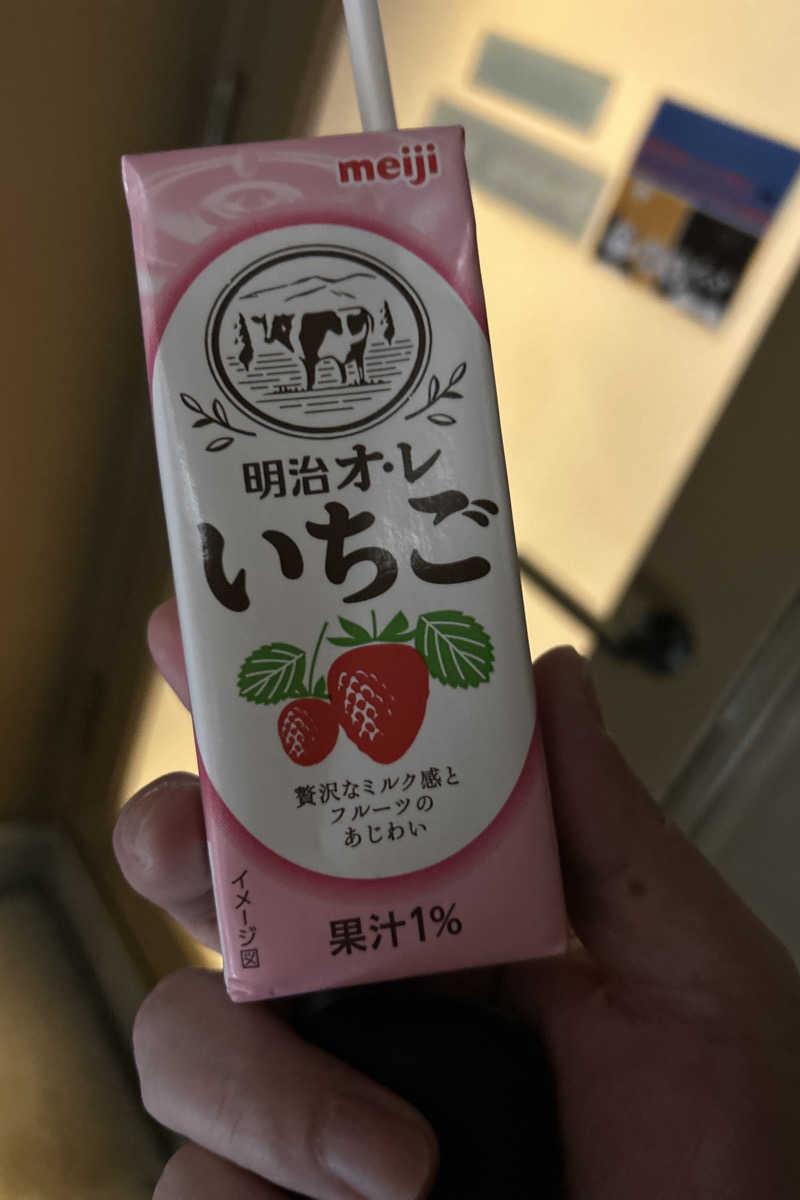 meiji
明治オ・レ
いちご
贅沢なミルク感と
フルーツの
あじわい
イメージ図
果汁1%